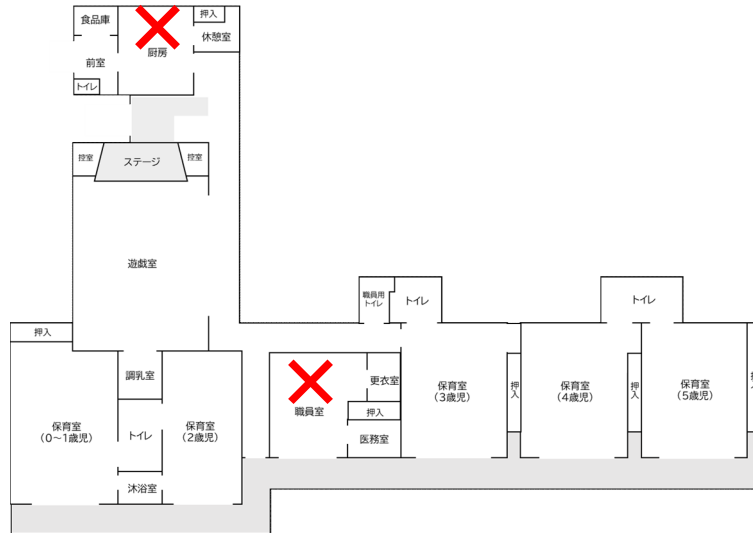 食品庫
押入
厨房
休憩室
前室
トイレ
控室
ステージ
控室
遊戯室
職員用
トイレ
トイレ
トイレ
押入
調乳室
更衣室
職員室
押入
医務室
保育室
(0〜1歳児)
トイレ
保育室
(2歳児)
沐浴室
保育室
(3歳児)
押入
保育室
(4歳児)
押入
保育室
(5歳児)